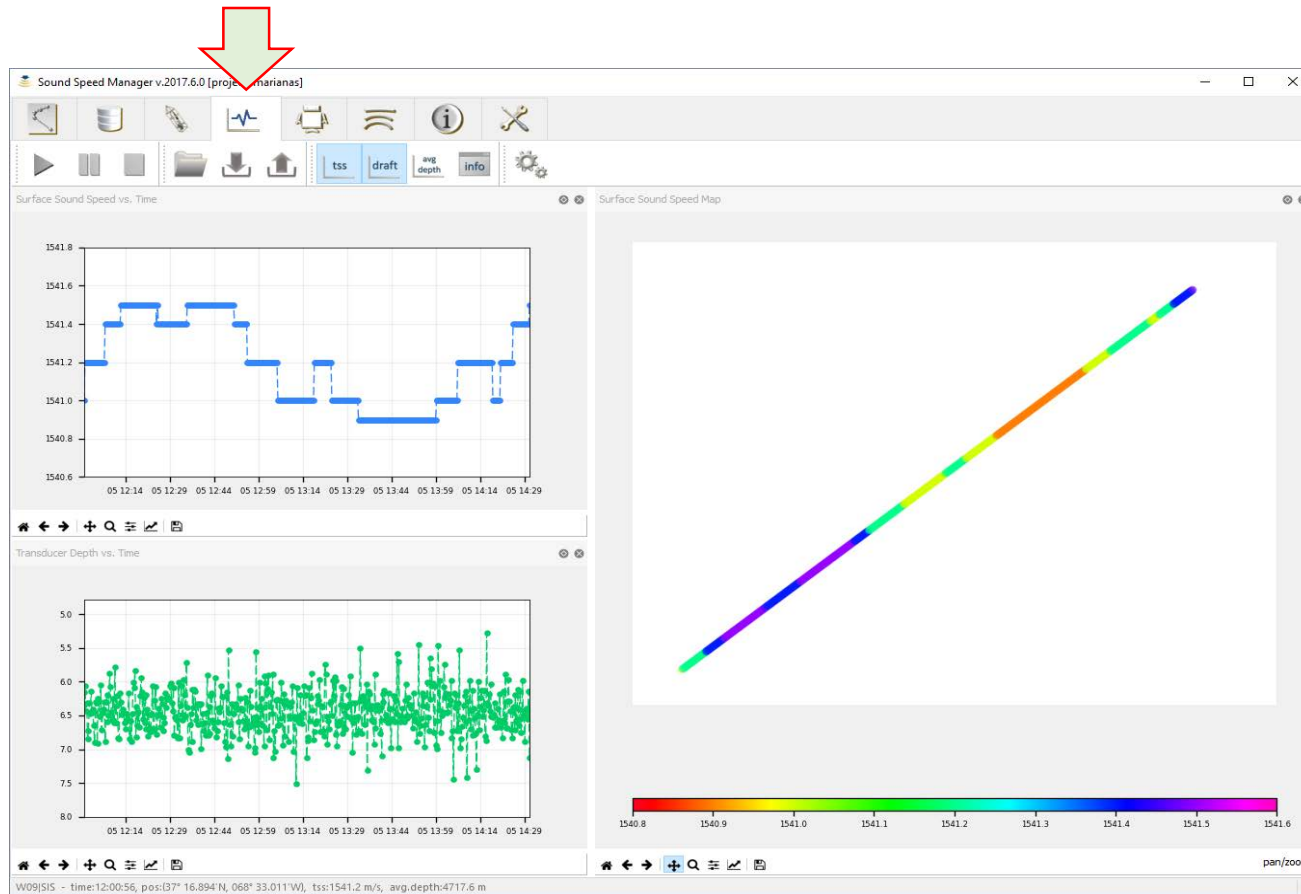 Sound Speed Manager v.2017.6.0 [project: marianas]
tss
draft
avg
depth
info
Surface Sound Speed vs. Time
1541.8
1541.6
1541.4
1541.2
1541.0
1540.8
1540.6
05 12:14 05 12:29 05 12:44 05 12:59 05 13:14 05 13:29 05 13:44 05 13:59 05 14:14 05 14:29
Transducer Depth vs. Time
5.0
5.5
6.0
6.5
7.0
7.5
8.0
05 12:14 05 12:29 05 12:44 05 12:59 05 13:14 05 13:29 05 13:44 05 13:59 05 14:14 05 14:29
Surface Sound Speed Map
1540.8 1540.9 1541.0 1541.1 1541.2 1541.3 1541.4 1541.5 1541.6
pan/zoo
W09|SIS - time:12:00:56, pos:(37° 16.894'N, 068° 33.011'W), tss:1541.2 m/s, avg.depth:4717.6 m